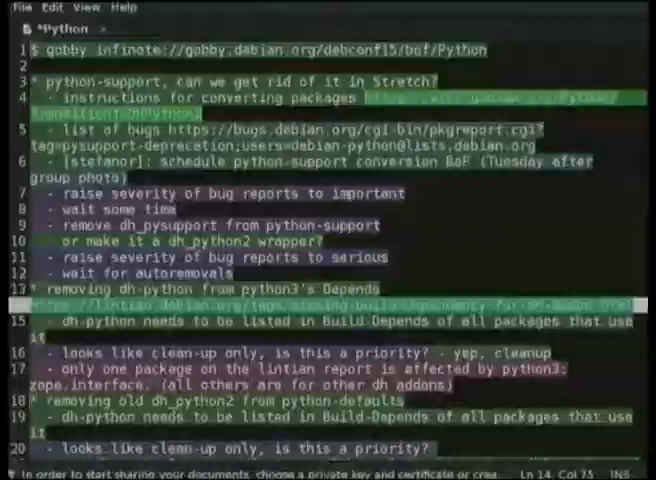 File Edit View Help
*Python ×
1 $ gobby infinote://gobby.debian.org/debconf15/bof/Python
2
3 * python-support, can we get rid of it in Stretch?
4 - instructions for converting packages
5 - list of bugs https://bugs.debian.org/cgi-bin/pkgreport.cgi?
tag=pysupport-deprecation;users=debian-python@lists.debian.org
6 - [stefanor]: schedule python-support conversion BoF (Tuesday after
group photo)
7 - raise severity of bug reports to important
8 - wait some time
9 - remove dh_pysupport from python-support
10 or make it a dh_python2 wrapper?
11 - raise severity of bug reports to serious
12 - wait for autoremovals
13 * removing dh-python from python3's Depends
15 - dh-python needs to be listed in Build-Depends of all packages that use
it
16 - looks like clean-up only, is this a priority? - yep, cleanup
17 - only one package on the lintian report is affected by python3:
zope.interface. (all others are for other dh addons)
18 * removing old dh_python2 from python-defaults
19 - dh-python needs to be listed in Build-Depends of all packages that use
it
20 - looks like clean-up only, is this a priority?
In order to start sharing your documents, choose a private key and certificate or crea... Ln 14, Col 73 INS